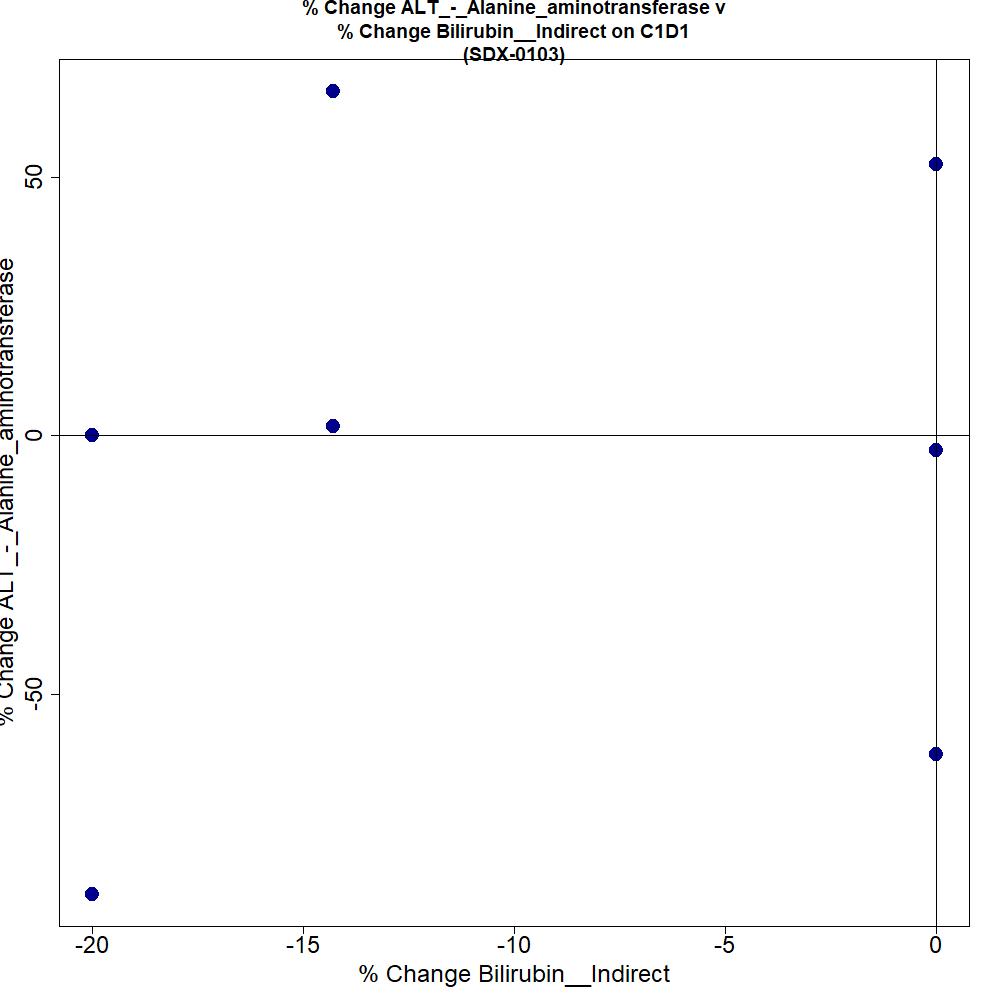 % Change ALT_-_Alanine_aminotransferase v
% Change Bilirubin__Indirect on C1D1
(SDX-0103)
% Change ALT_-_Alanine_aminotransferase
50
0
-50
-20
-15
-10
-5
0
% Change Bilirubin__Indirect